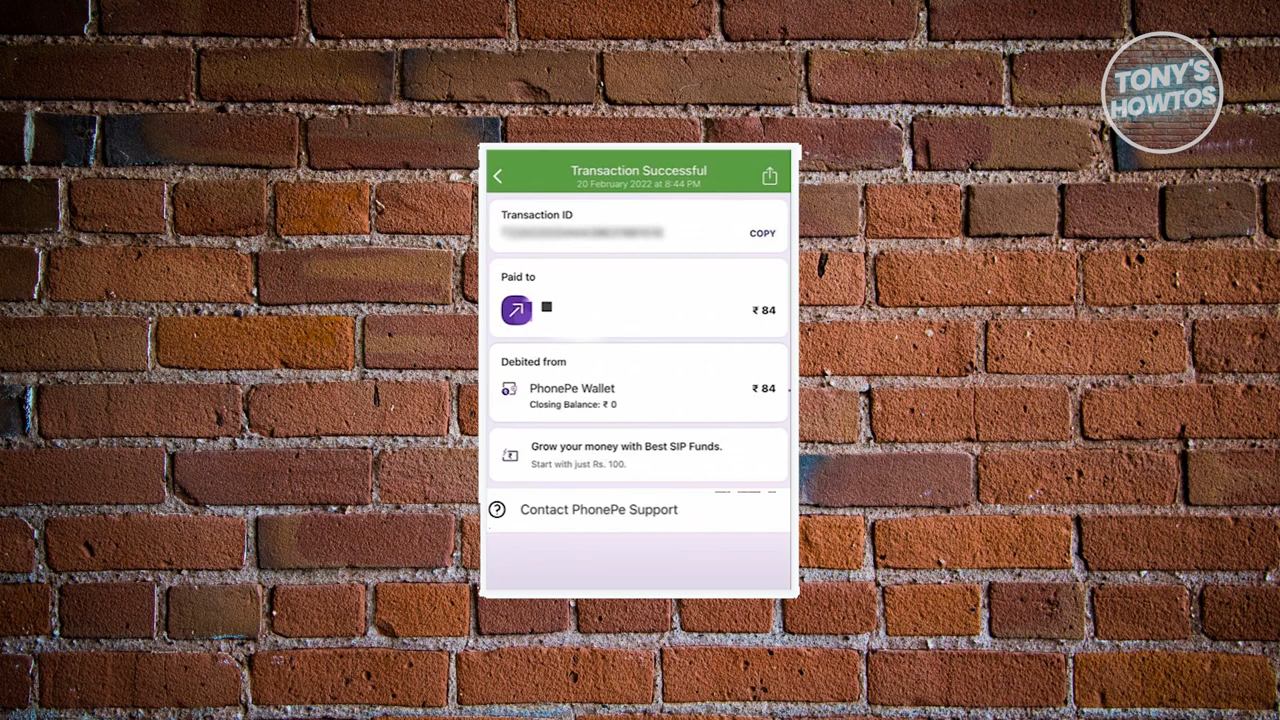 TONY'S
HOWTOS
Transaction Successful
20 February 2022 at 8:44 PM
Transaction ID
COPY
Paid to
₹ 84
Debited from
PhonePe Wallet
₹ 84
Closing Balance: ₹ 0
Grow your money with Best SIP Funds.
Start with just Rs. 100.
Contact PhonePe Support